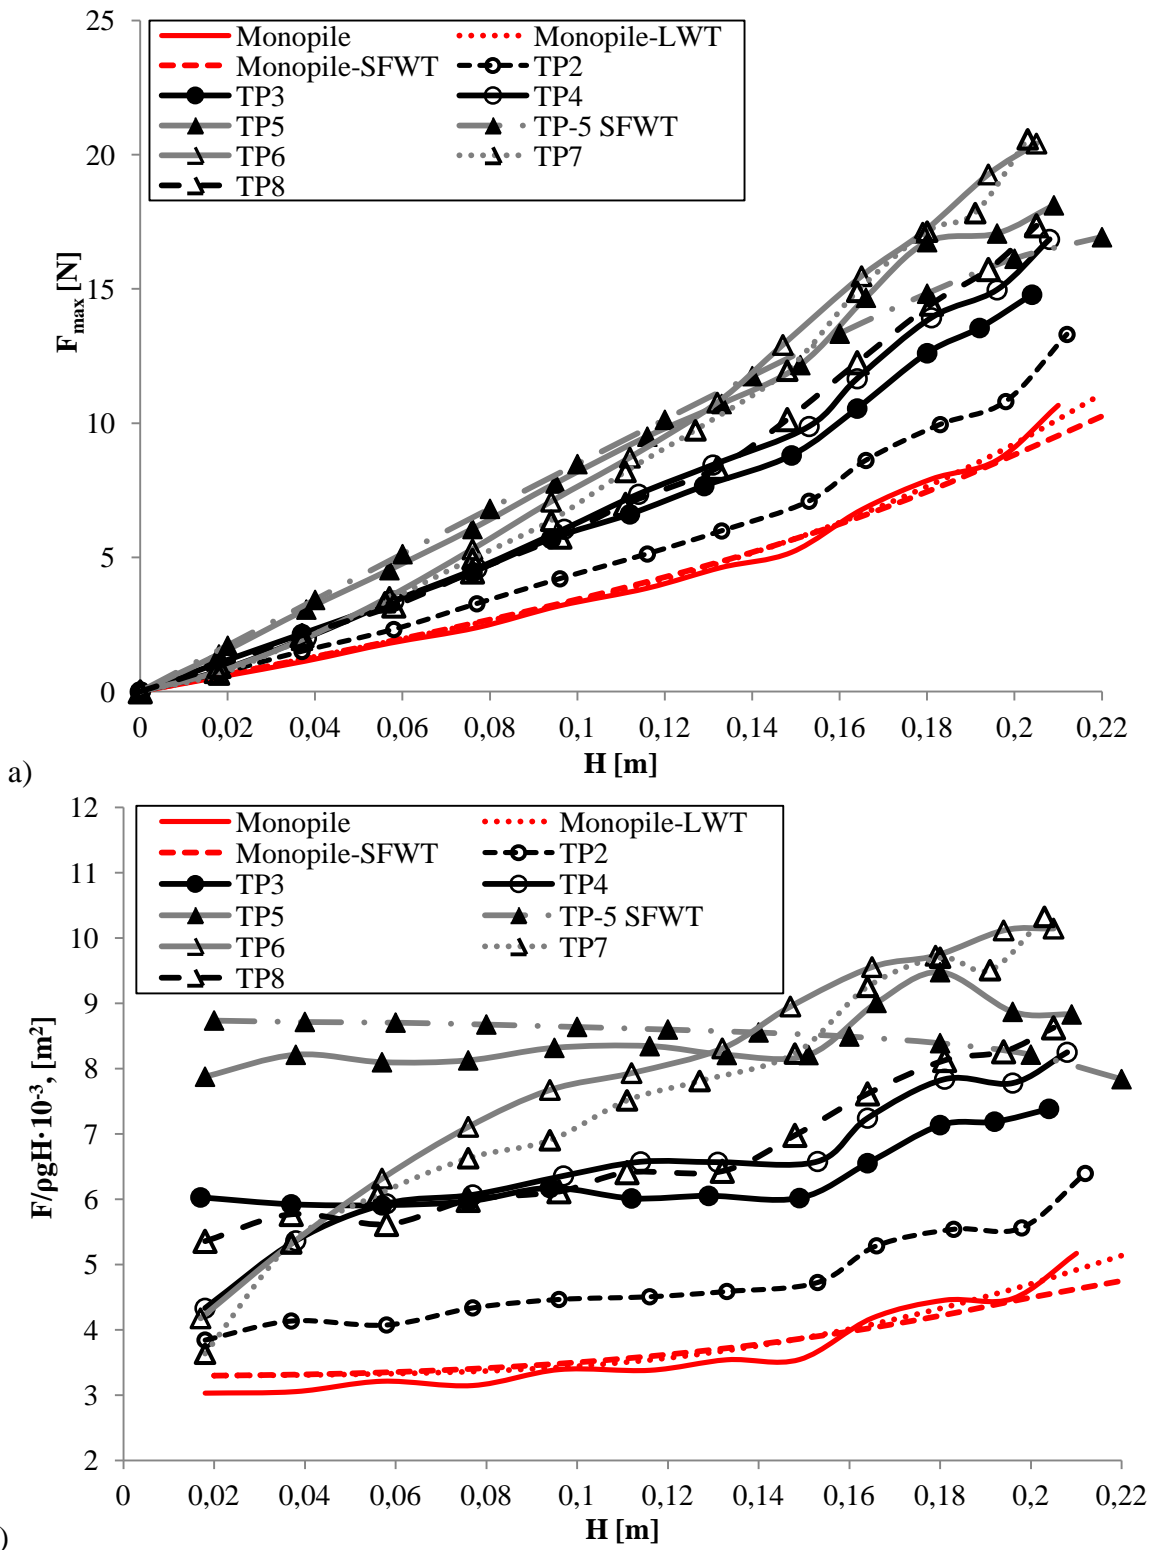 25
Monopile
Monopile-LWT
Monopile-SFWT
TP2
TP3
TP4
TP5
TP-5 SFWT
TP6
TP7
TP8
20
15
10
5
0
F_max [N]
0 0,02 0,04 0,06 0,08 0,1 0,12 0,14 0,16 0,18 0,2 0,22
H [m]
a)
12
Monopile
Monopile-LWT
Monopile-SFWT
TP2
TP3
TP4
TP5
TP-5 SFWT
TP6
TP7
TP8
11
10
9
8
7
6
5
4
3
2
F/ρgH·10⁻³, [m²]
0 0,02 0,04 0,06 0,08 0,1 0,12 0,14 0,16 0,18 0,2 0,22
H [m]
)